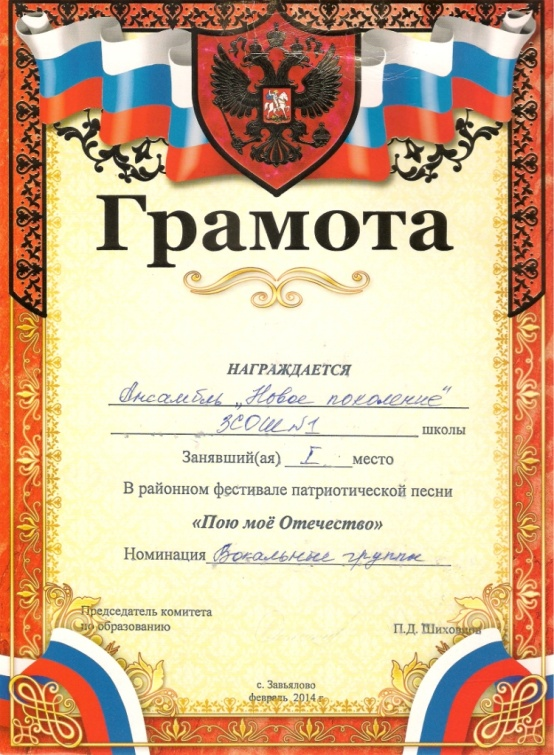 Грамота
НАГРАЖДАЕТСЯ
Ансамбль „Новое поколение"
ЗСОШ №1 школы
Занявший(ая) I место
В районном фестивале патриотической песни
«Пою моё Отечество»
Номинация Вокальные группы
Председатель комитета
по образованию П.Д. Шиховцов
с. Завьялово
февраль 2014 г.